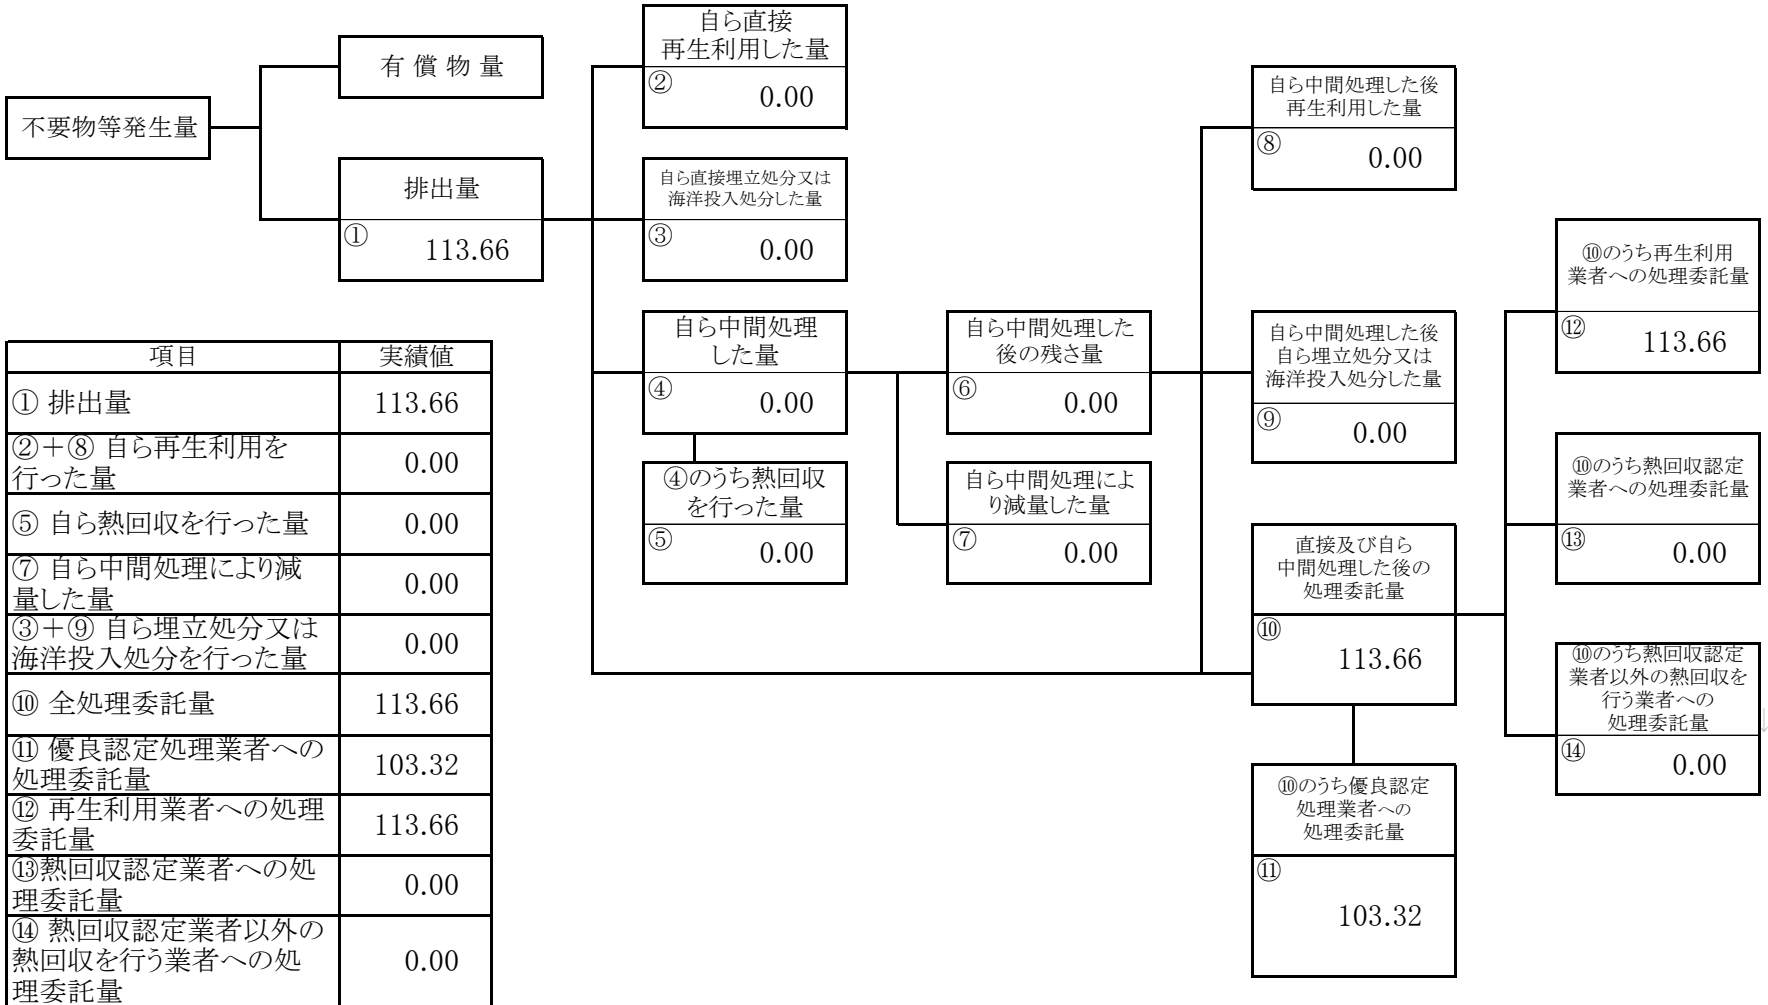 不要物等発生量
有 償 物 量
排出量
①
113.66
自ら直接
再生利用した量
②
0.00
自ら直接埋立処分又は
海洋投入処分した量
③
0.00
自ら中間処理
した量
④
0.00
④のうち熱回収
を行った量
⑤
0.00
自ら中間処理した
後の残さ量
⑥
0.00
自ら中間処理によ
り減量した量
⑦
0.00
自ら中間処理した後
再生利用した量
⑧
0.00
自ら中間処理した後
自ら埋立処分又は
海洋投入処分した量
⑨
0.00
直接及び自ら
中間処理した後の
処理委託量
⑩
113.66
⑩のうち優良認定
処理業者への
処理委託量
⑪
103.32
⑩のうち再生利用
業者への処理委託量
⑫
113.66
⑩のうち熱回収認定
業者への処理委託量
⑬
0.00
⑩のうち熱回収認定
業者以外の熱回収を
行う業者への
処理委託量
⑭
0.00
↓
項目 実績値
① 排出量 113.66
②＋⑧ 自ら再生利用を
行った量 0.00
⑤ 自ら熱回収を行った量 0.00
⑦ 自ら中間処理により減
量した量 0.00
③＋⑨ 自ら埋立処分又は
海洋投入処分を行った量 0.00
⑩ 全処理委託量 113.66
⑪ 優良認定処理業者への
処理委託量 103.32
⑫ 再生利用業者への処理
委託量 113.66
⑬熱回収認定業者への処
理委託量 0.00
⑭ 熱回収認定業者以外の
熱回収を行う業者への処
理委託量 0.00